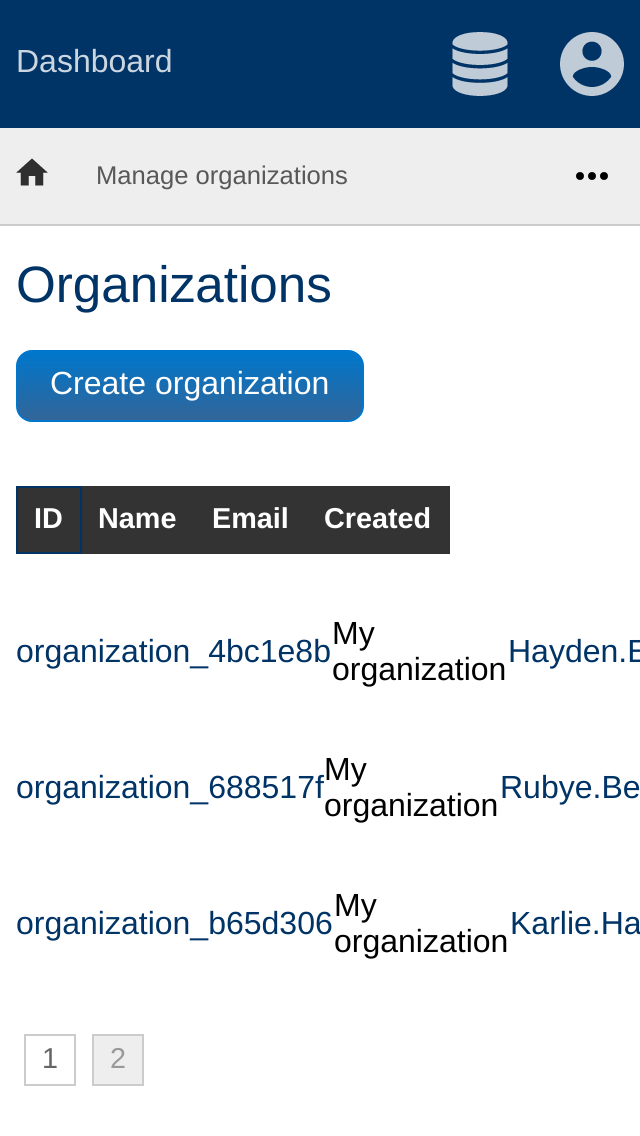 Dashboard
Manage organizations
Organizations
Create organization
ID Name Email Created
organization_4bc1e8b My organization Hayden.E
organization_688517f My organization Rubye.Be
organization_b65d306 My organization Karlie.Ha
1 2